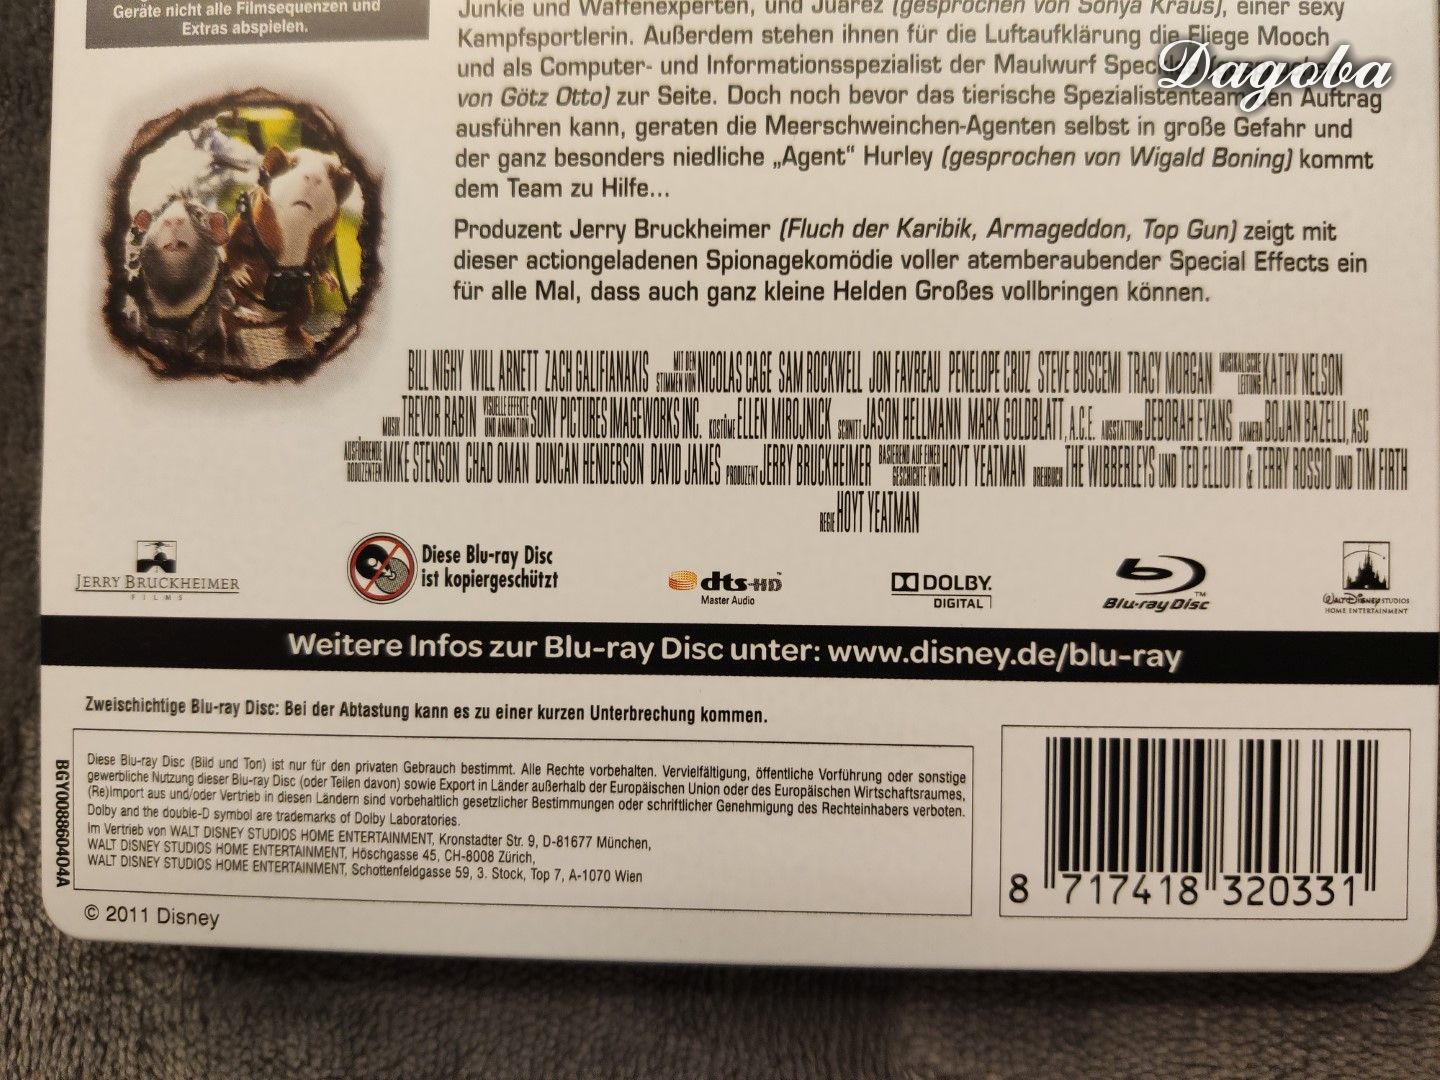 Geräte nicht alle Filmsequenzen und
Extras abspielen.
Junkie und Waffenexperten, und Juarez (gesprochen von Sonya Kraus), einer sexy
Kampfsportlerin. Außerdem stehen ihnen für die Luftaufklärung die Fliege Mooch
und als Computer- und Informationsspezialist der Maulwurf
von Götz Otto) zur Seite. Doch noch bevor das tierische Spezialistenteam den Auftrag
ausführen kann, geraten die Meerschweinchen-Agenten selbst in große Gefahr und
der ganz besonders niedliche „Agent“ Hurley (gesprochen von Wigald Boning) kommt
dem Team zu Hilfe...
Produzent Jerry Bruckheimer (Fluch der Karibik, Armageddon, Top Gun) zeigt mit
dieser actiongeladenen Spionagekomödie voller atemberaubender Special Effects ein
für alle Mal, dass auch ganz kleine Helden Großes vollbringen können.
Dagoba
BILL NIGHY WILL ARNETT ZACH GALIFIANAKIS MIT DEN STIMMEN VON NICOLAS CAGE SAM ROCKWELL JON FAVREAU PENELOPE CRUZ STEVE BUSCEMI TRACY MORGAN MUSIKALISCHE LEITUNG KATHY NELSON
MUSIK TREVOR RABIN VISUELLE EFFEKTE UND ANIMATION SONY PICTURES IMAGEWORKS INC. KOSTÜME ELLEN MIROJNICK SCHNITT JASON HELLMANN MARK GOLDBLATT, A.C.E. AUSSTATTUNG DEBORAH EVANS KAMERA BOJAN BAZELLI, ASC
AUSFÜHRENDE PRODUZENTEN MIKE STENSON CHAD OMAN DUNCAN HENDERSON DAVID JAMES PRODUZENT JERRY BRUCKHEIMER BASIEREND AUF EINER GESCHICHTE VON HOYT YEATMAN DREHBUCH THE WIBBERLEYS UND TED ELLIOTT & TERRY ROSSIO UND TIM FIRTH
REGIE HOYT YEATMAN
JERRY BRUCKHEIMER
FILMS
Diese Blu-ray Disc
ist kopiergeschützt
dts-HD
Master Audio
DOLBY.
DIGITAL
Blu-ray Disc™
WALT DISNEY STUDIOS
HOME ENTERTAINMENT
Weitere Infos zur Blu-ray Disc unter: www.disney.de/blu-ray
Zweischichtige Blu-ray Disc: Bei der Abtastung kann es zu einer kurzen Unterbrechung kommen.
Diese Blu-ray Disc (Bild und Ton) ist nur für den privaten Gebrauch bestimmt. Alle Rechte vorbehalten. Vervielfältigung, öffentliche Vorführung oder sonstige
gewerbliche Nutzung dieser Blu-ray Disc (oder Teilen davon) sowie Export in Länder außerhalb der Europäischen Union oder des Europäischen Wirtschaftsraumes,
(Re)Import aus und/oder Vertrieb in diesen Ländern sind vorbehaltlich gesetzlicher Bestimmungen oder schriftlicher Genehmigung des Rechteinhabers verboten.
Dolby and the double-D symbol are trademarks of Dolby Laboratories.
Im Vertrieb von WALT DISNEY STUDIOS HOME ENTERTAINMENT, Kronstadter Str. 9, D-81677 München,
WALT DISNEY STUDIOS HOME ENTERTAINMENT, Höschgasse 45, CH-8008 Zürich,
WALT DISNEY STUDIOS HOME ENTERTAINMENT, Schottenfeldgasse 59, 3. Stock, Top 7, A-1070 Wien
BGY008860404A
© 2011 Disney
8 717418 320331